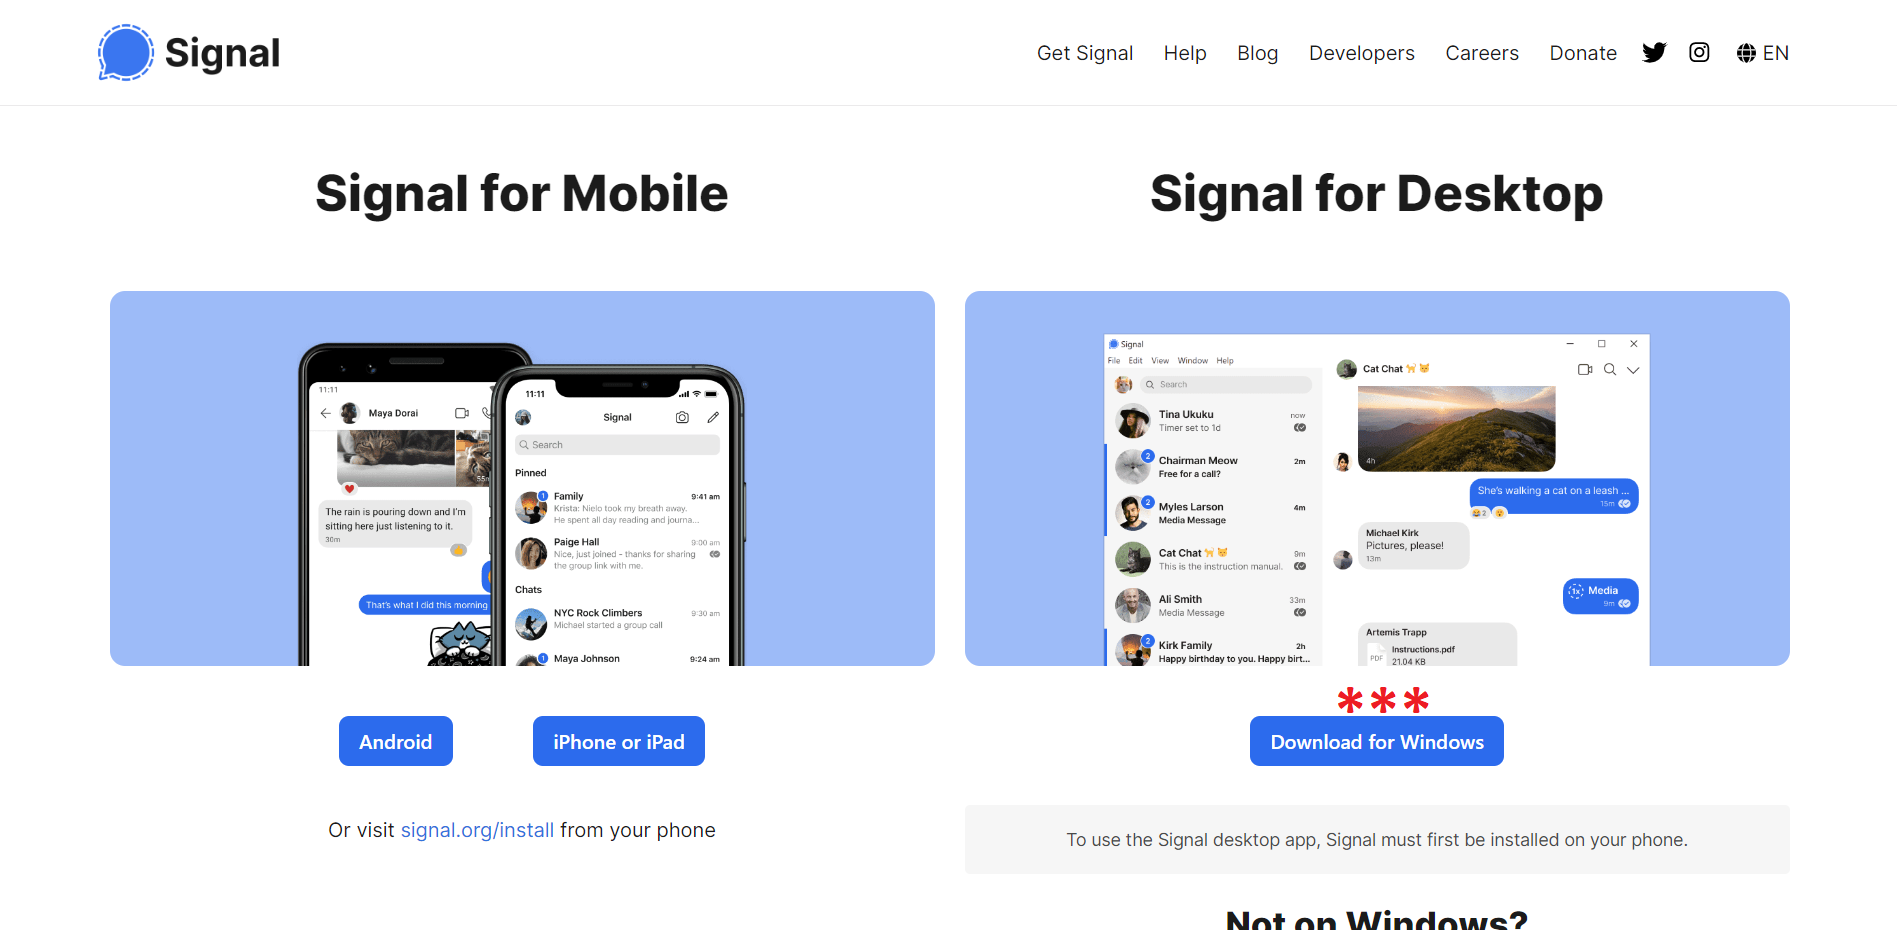 Signal
Get Signal Help Blog Developers Careers Donate EN
Signal for Mobile
11:11
Maya Dorai
55m
The rain is pouring down and I'm
sitting here just listening to it.
30m
That's what I did this morning
11:11
Signal
Search
Pinned
1
Family 9:41 am
Krista: Nielo took my breath away.
He spent all day reading and journa...
Paige Hall 9:00 am
Nice, just joined - thanks for sharing
the group link with me.
Chats
NYC Rock Climbers 9:30 am
Michael started a group call
1
Maya Johnson 9:24 am
Android
iPhone or iPad
Or visit signal.org/install from your phone
Signal for Desktop
Signal
File Edit View Window Help
Search
Tina Ukuku now
Timer set to 1d
2
Chairman Meow 2m
Free for a call?
2
Myles Larson 4m
Media Message
Cat Chat 🐈 🐱 9m
This is the instruction manual.
Ali Smith 33m
Media Message
2
Kirk Family 2h
Happy birthday to you. Happy birt...
Cat Chat 🐈 🐱
4h
She's walking a cat on a leash ...
15m
😂 2 😮
Michael Kirk
Pictures, please!
13m
1x Media
9m
Artemis Trapp
PDF
Instructions.pdf
21.04 KB
***
Download for Windows
To use the Signal desktop app, Signal must first be installed on your phone.
Not on Windows?